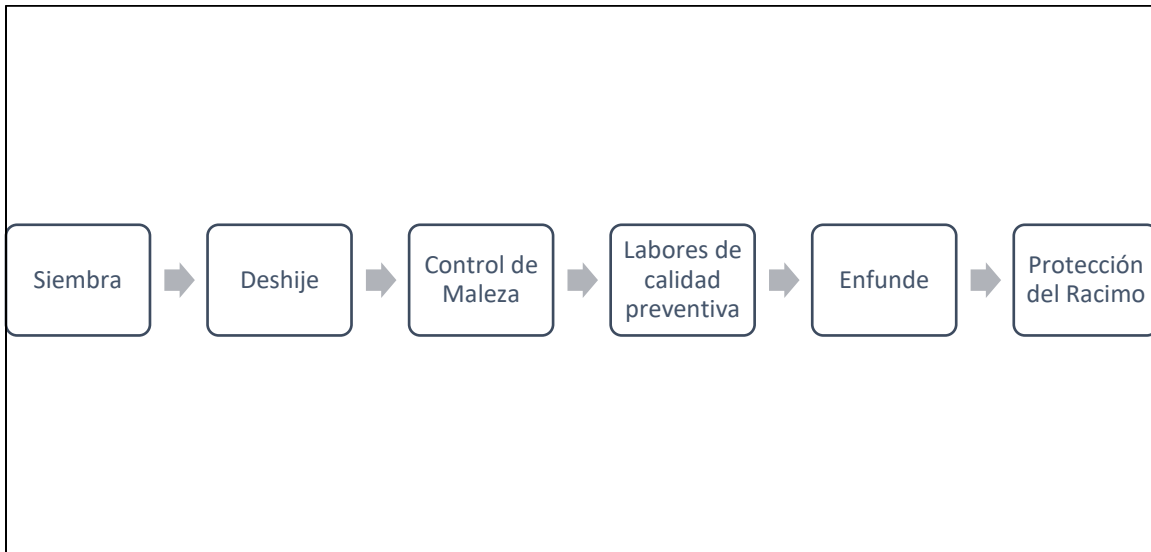 Siembra
Deshije
Control de
Maleza
Labores de
calidad
preventiva
Enfunde
Protección
del Racimo